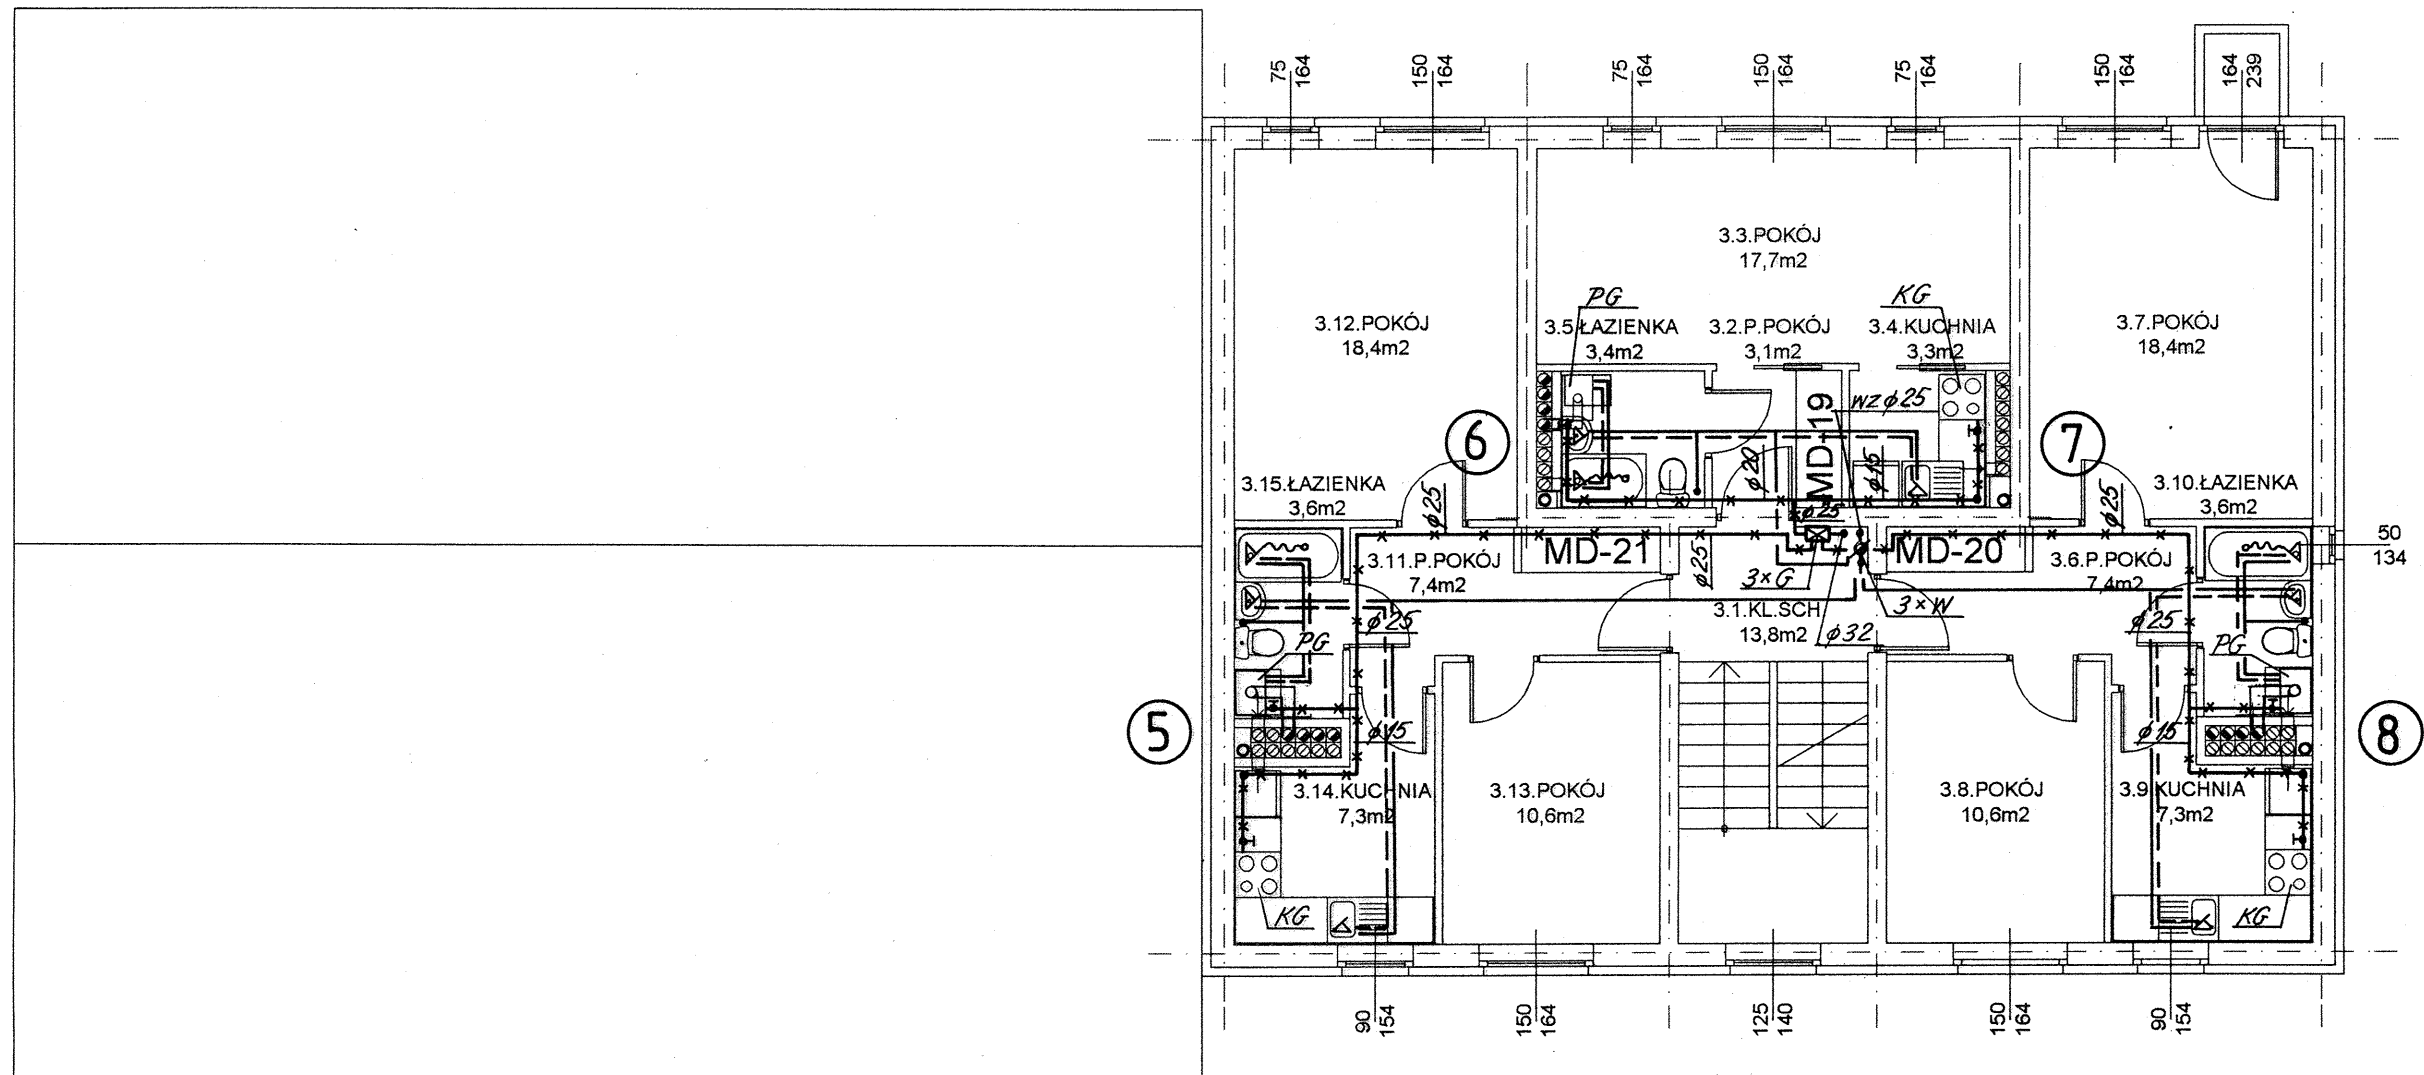 75
164
150
164
75
164
150
164
75
164
150
164
164
239
3.3.POKÓJ
17,7m2
PG
KG
3.12.POKÓJ
18,4m2
3.5.ŁAZIENKA
3,4m2
3.2.P.POKÓJ
3,1m2
3.4.KUCHNIA
3,3m2
3.7.POKÓJ
18,4m2
MD-19
WZ ϕ25
6
7
ϕ20
ϕ15
3.15.ŁAZIENKA
3,6m2
ϕ25
ϕ25
ϕ25
3.10.ŁAZIENKA
3,6m2
50
134
MD-21
MD-20
3.11.P.POKÓJ
7,4m2
ϕ25
3×G
3.6.P.POKÓJ
7,4m2
3.1.KL.SCH
13,8m2
3×W
ϕ32
ϕ25
ϕ25
PG
PG
5
8
ϕ15
ϕ15
3.14.KUCHNIA
7,3m2
3.13.POKÓJ
10,6m2
3.8.POKÓJ
10,6m2
3.9.KUCHNIA
7,3m2
KG
KG
90
154
150
164
125
140
150
164
90
154